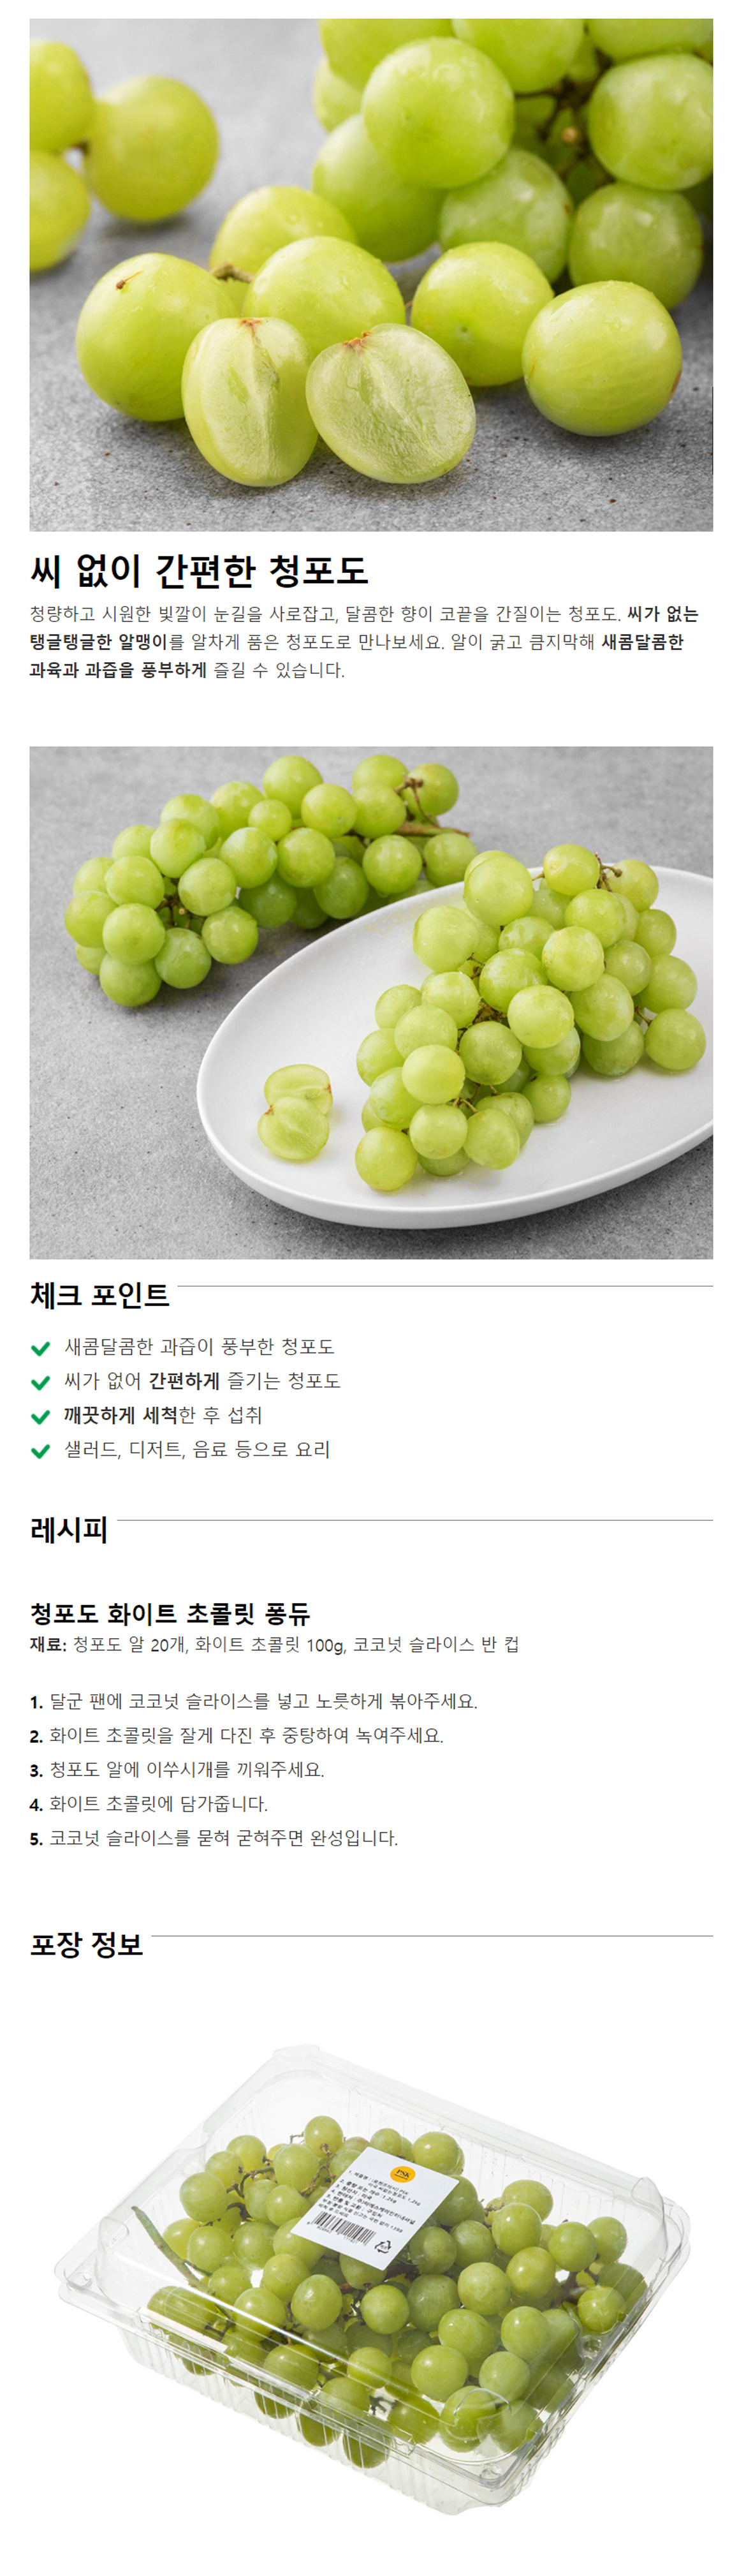 씨 없이 간편한 청포도
청량하고 시원한 빛깔이 눈길을 사로잡고, 달콤한 향이 코끝을 간질이는 청포도. 씨가 없는
탱글탱글한 알맹이를 알차게 품은 청포도로 만나보세요. 알이 굵고 큼지막해 새콤달콤한
과육과 과즙을 풍부하게 즐길 수 있습니다.
체크 포인트
새콤달콤한 과즙이 풍부한 청포도
씨가 없어 간편하게 즐기는 청포도
깨끗하게 세척한 후 섭취
샐러드, 디저트, 음료 등으로 요리
레시피
청포도 화이트 초콜릿 퐁듀
재료: 청포도 알 20개, 화이트 초콜릿 100g, 코코넛 슬라이스 반 컵
1. 달군 팬에 코코넛 슬라이스를 넣고 노릇하게 볶아주세요.
2. 화이트 초콜릿을 잘게 다진 후 중탕하여 녹여주세요.
3. 청포도 알에 이쑤시개를 끼워주세요.
4. 화이트 초콜릿에 담가줍니다.
5. 코코넛 슬라이스를 묻혀 굳혀주면 완성입니다.
포장 정보